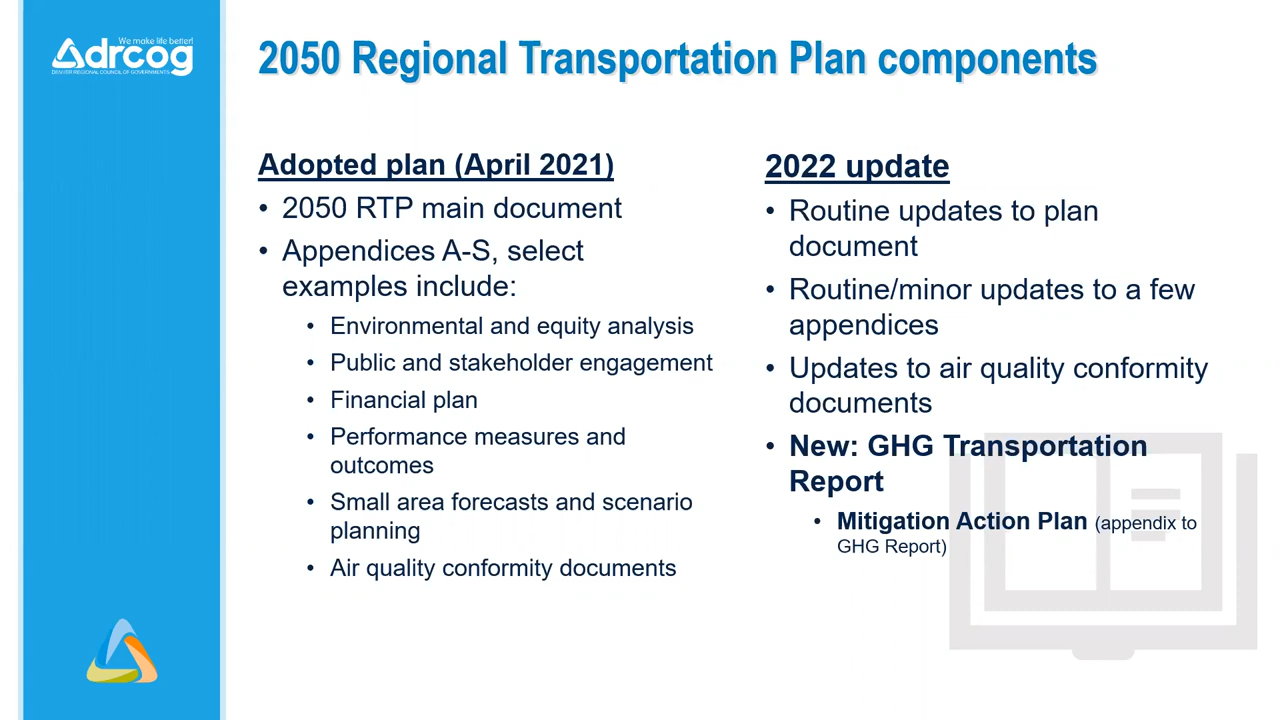 We make life better!
drcog
DENVER REGIONAL COUNCIL OF GOVERNMENTS
2050 Regional Transportation Plan components
Adopted plan (April 2021)
• 2050 RTP main document
• Appendices A-S, select
examples include:
• Environmental and equity analysis
• Public and stakeholder engagement
• Financial plan
• Performance measures and
outcomes
• Small area forecasts and scenario
planning
• Air quality conformity documents
2022 update
• Routine updates to plan
document
• Routine/minor updates to a few
appendices
• Updates to air quality conformity
documents
• New: GHG Transportation
Report
• Mitigation Action Plan (appendix to
GHG Report)